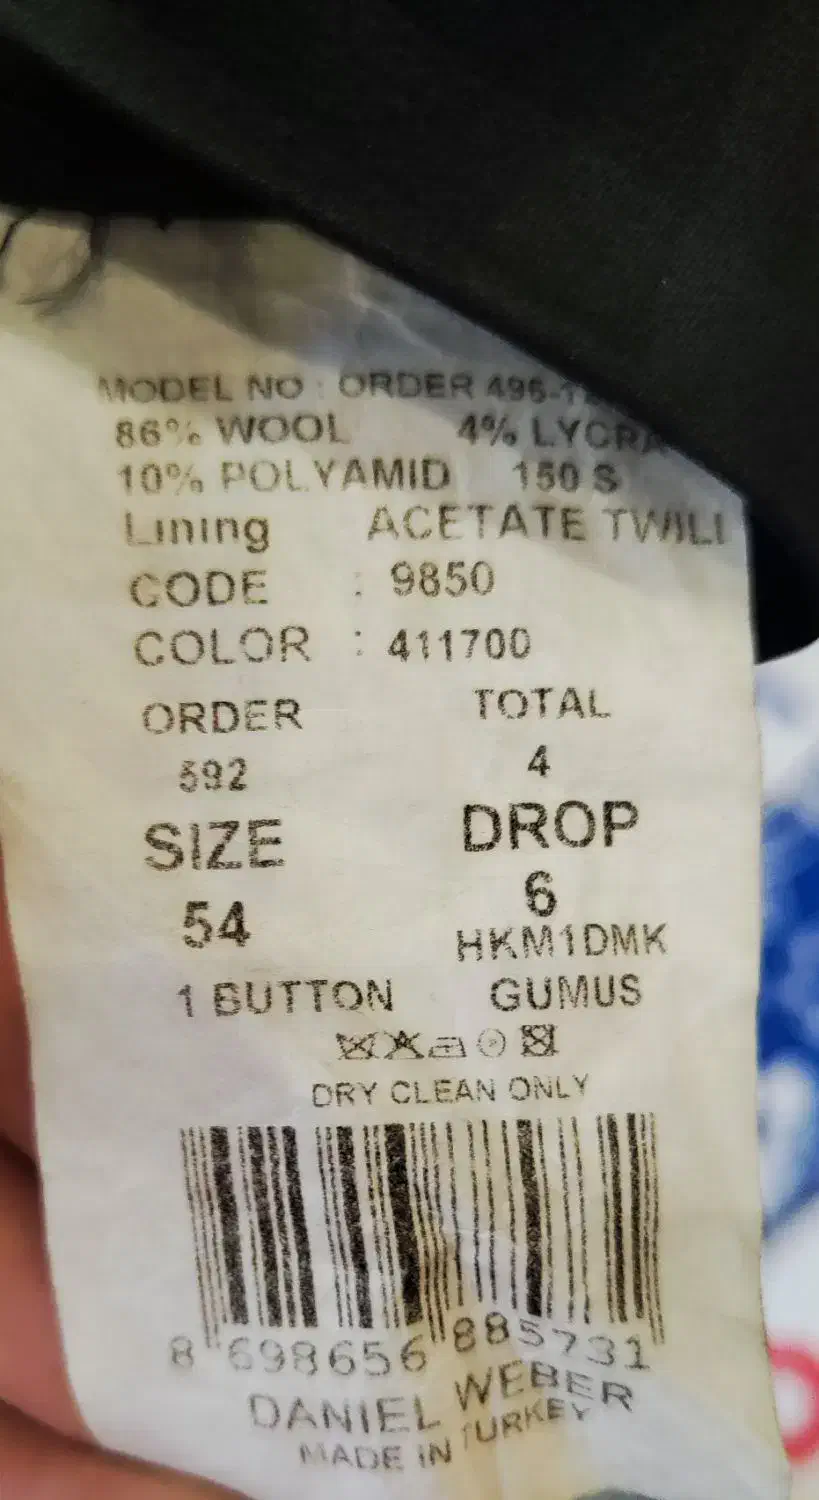 MODEL NO : ORDER 496-1
86% WOOL 4% LYCRA
10% POLYAMID 150 S
Lining ACETATE TWILL
CODE : 9850
COLOR : 411700
ORDER TOTAL
592 4
SIZE DROP
54 6
HKM1DMK
1 BUTTON GUMUS
DRY CLEAN ONLY
8 698656 885731
DANIEL WEBER
MADE IN TURKEY